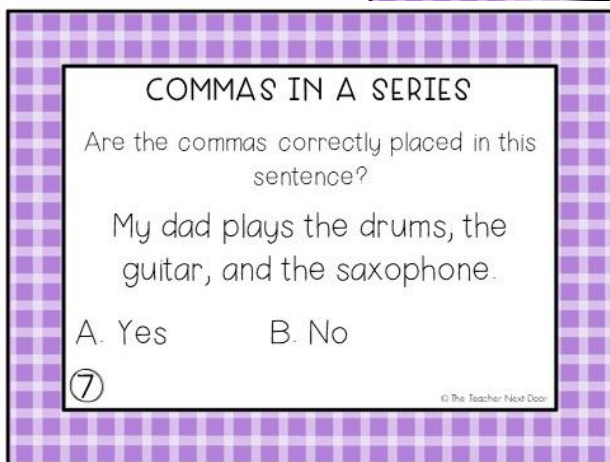 COMMAS IN A SERIES
Are the commas correctly placed in this
sentence?
My dad plays the drums, the
guitar, and the saxophone.
A. Yes B. No
7
© The Teacher Next Door